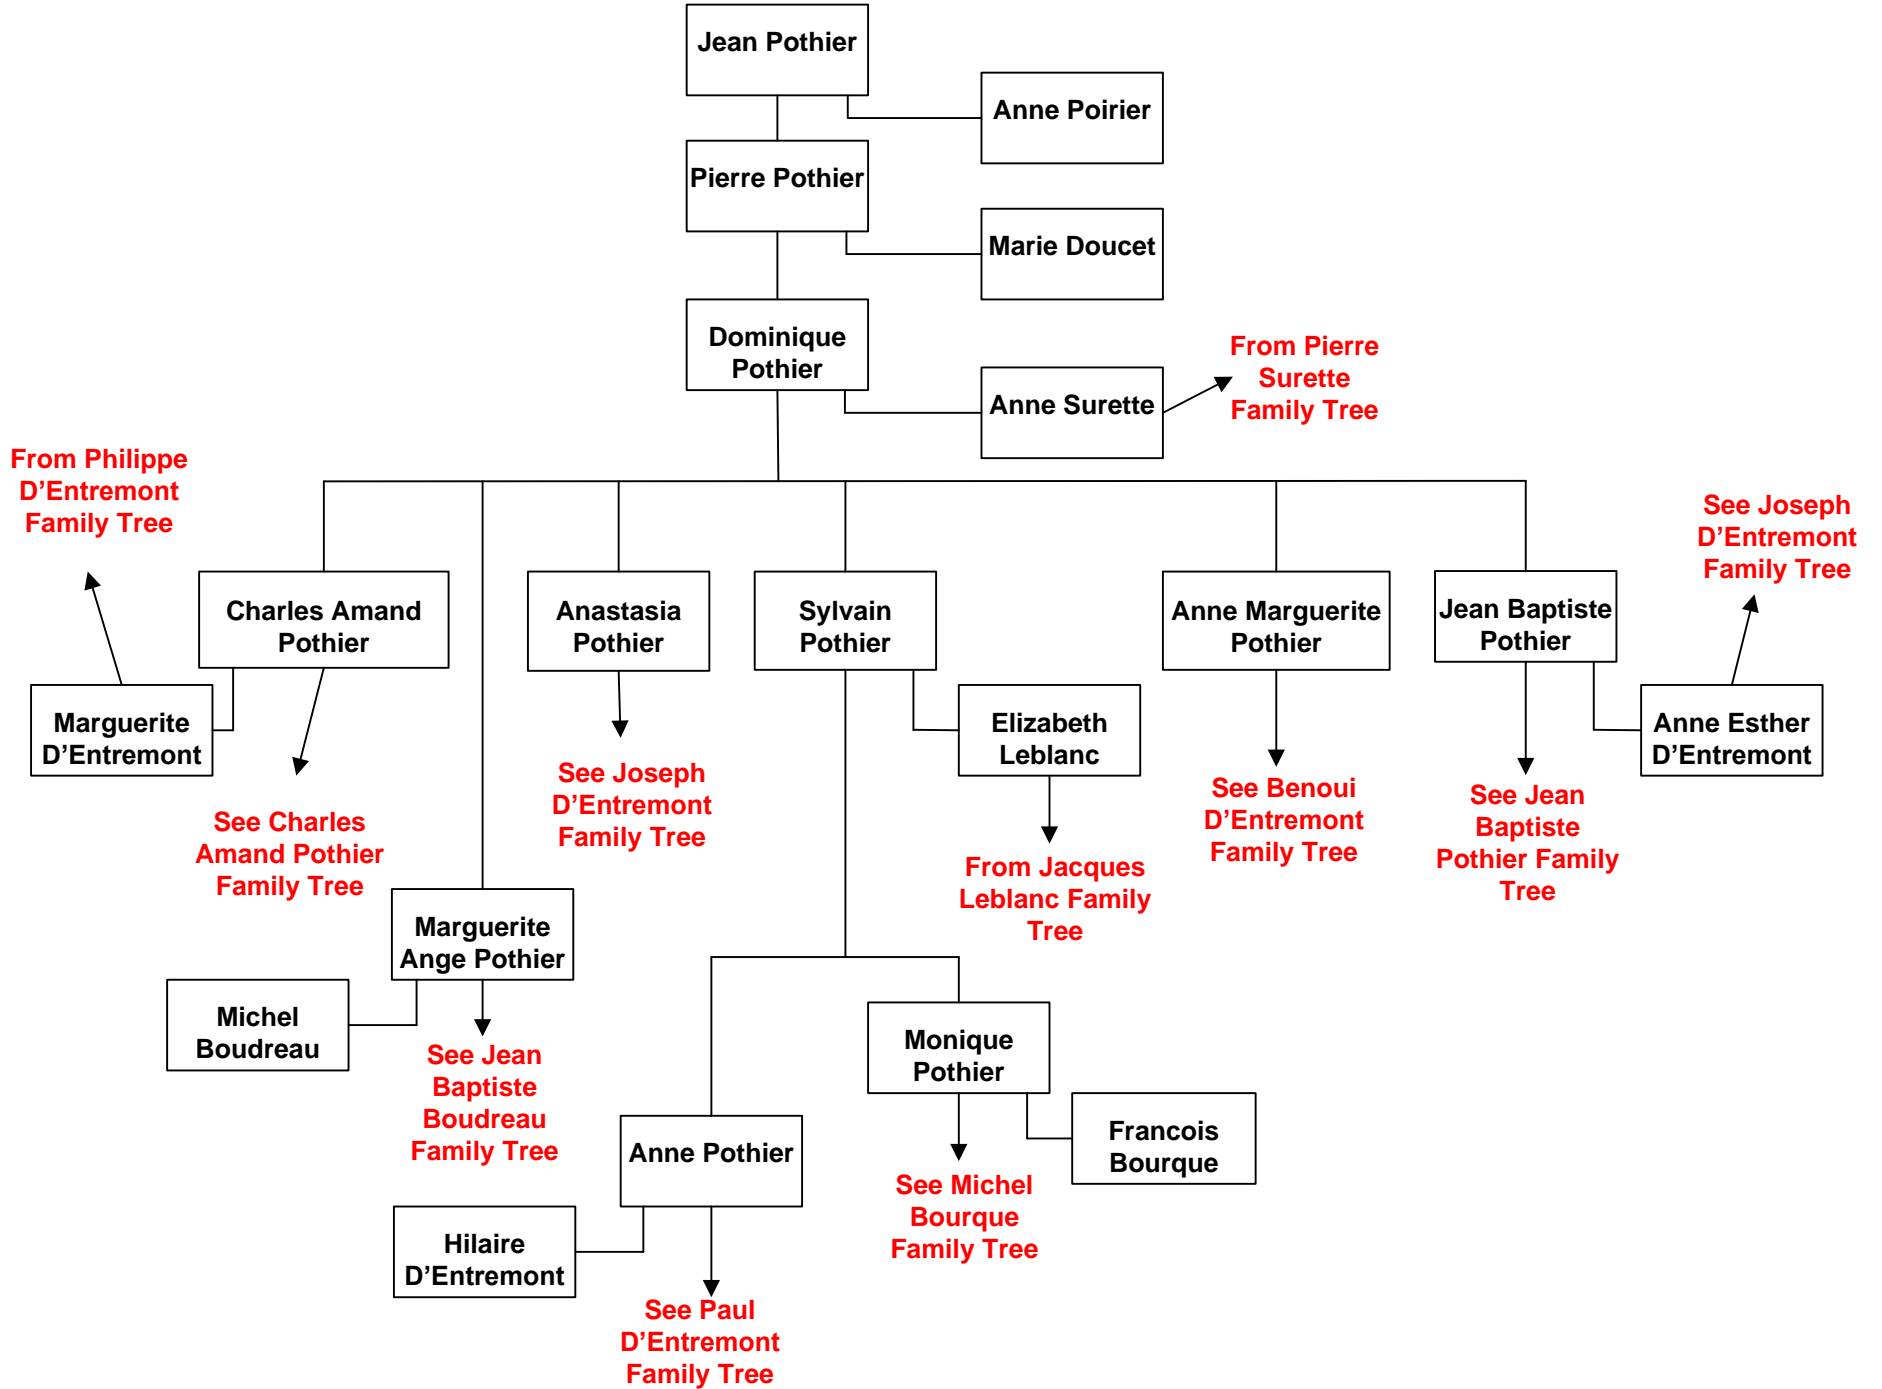 Jean Pothier
Anne Poirier
Pierre Pothier
Marie Doucet
Dominique
Pothier
Anne Surette
From Pierre
Surette
Family Tree
From Philippe
D’Entremont
Family Tree
See Joseph
D’Entremont
Family Tree
Charles Amand
Pothier
Anastasia
Pothier
Sylvain
Pothier
Anne Marguerite
Pothier
Jean Baptiste
Pothier
Marguerite
D’Entremont
Elizabeth
Leblanc
Anne Esther
D’Entremont
See Charles
Amand Pothier
Family Tree
See Joseph
D’Entremont
Family Tree
From Jacques
Leblanc Family
Tree
See Benoui
D’Entremont
Family Tree
See Jean
Baptiste
Pothier Family
Tree
Marguerite
Ange Pothier
Michel
Boudreau
See Jean
Baptiste
Boudreau
Family Tree
Monique
Pothier
Anne Pothier
Francois
Bourque
See Michel
Bourque
Family Tree
Hilaire
D’Entremont
See Paul
D’Entremont
Family Tree